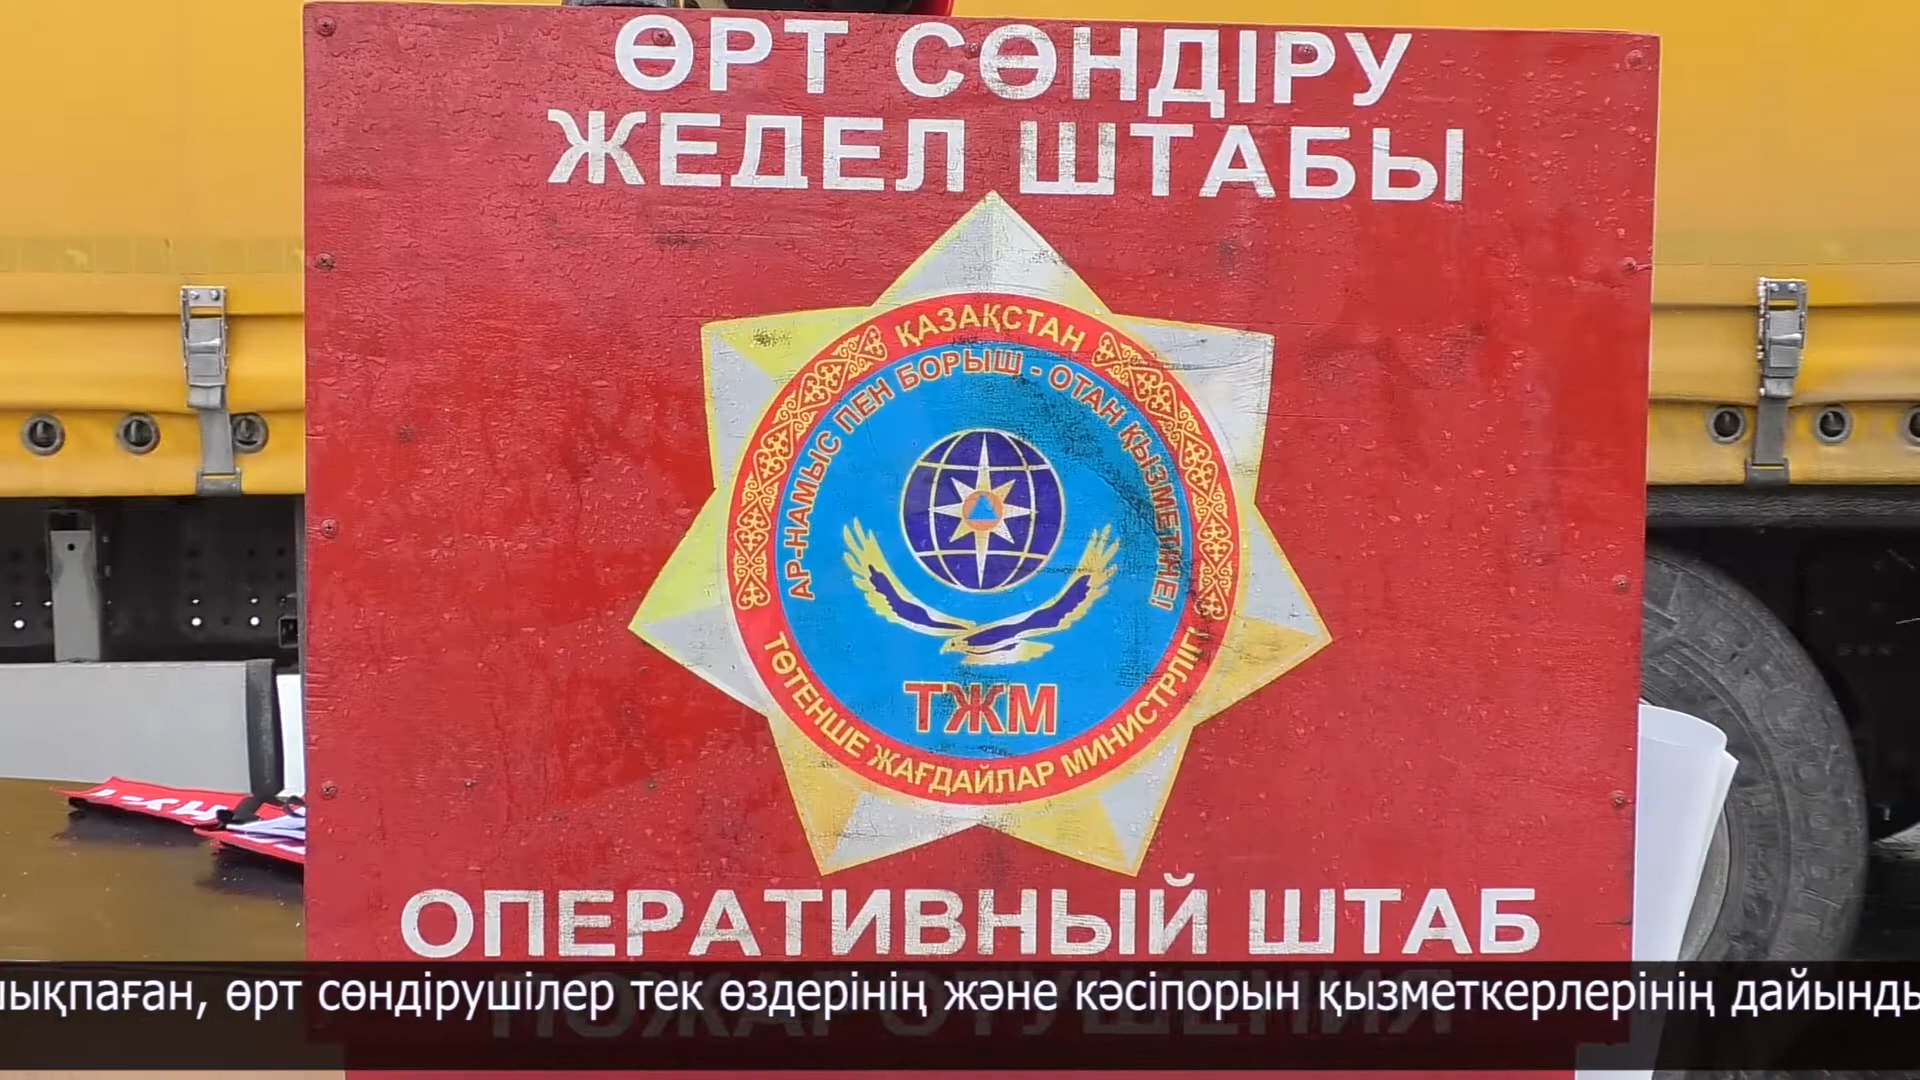 ӨРТ СӨНДІРУ
ЖЕДЕЛ ШТАБЫ
ҚАЗАҚСТАН
АР-НАМЫС ПЕН БОРЫШ - ОТАН ҚЫЗМЕТІНЕ!
ТЖМ
ТӨТЕНШЕ ЖАҒДАЙЛАР МИНИСТРЛІГІ
ОПЕРАТИВНЫЙ ШТАБ
ПОЖАРОТУШЕНИЯ
ықпаған, өрт сөндірушілер тек өздерінің және кәсіпорын қызметкерлерінің дайынды